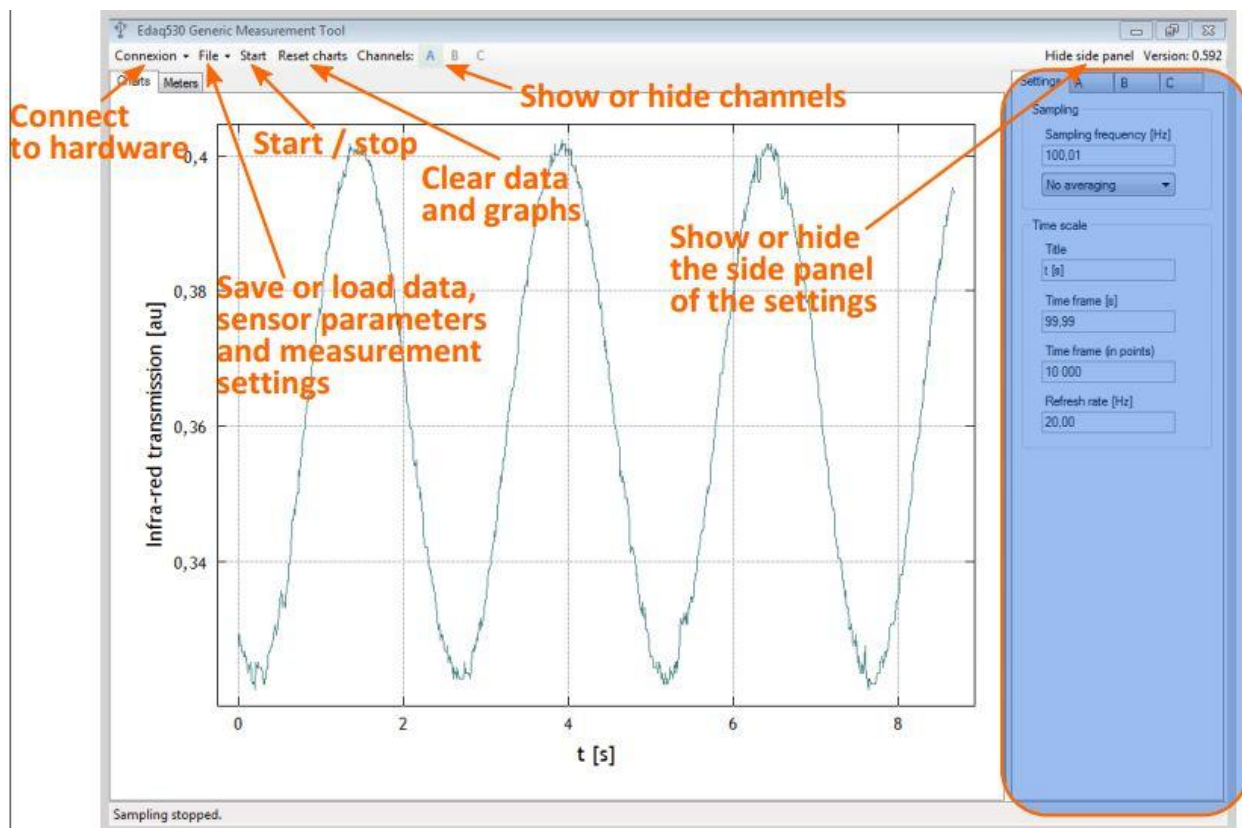 Edaq530 Generic Measurement Tool
Connexion File Start Reset charts Channels: A B C Hide side panel Version: 0.592
Charts Meters
Settings A B C
Show or hide channels
Connect
to hardware
Start / stop
Clear data
and graphs
Show or hide
the side panel
of the settings
Save or load data,
sensor parameters
and measurement
settings
Sampling
Sampling frequency [Hz]
100,01
No averaging
Time scale
Title
t [s]
Time frame [s]
99,99
Time frame (in points)
10 000
Refresh rate [Hz]
20,00
Infra-red transmission [au]
0,4
0,38
0,36
0,34
0 2 4 6 8
t [s]
Sampling stopped.